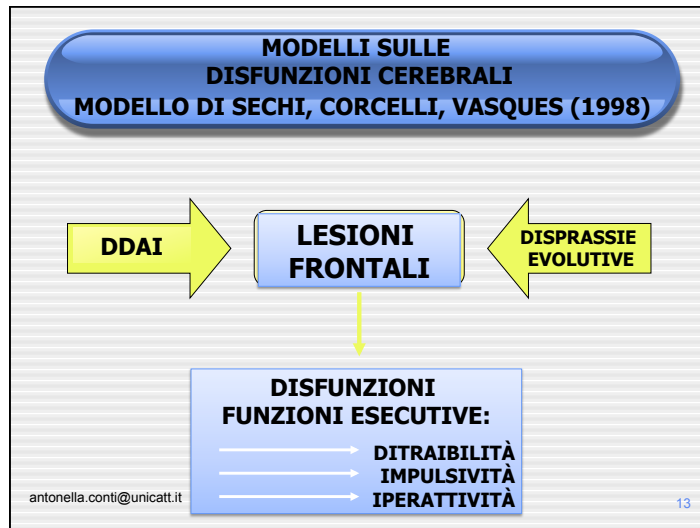 MODELLI SULLE
DISFUNZIONI CEREBRALI
MODELLO DI SECHI, CORCELLI, VASQUES (1998)
DDAI
LESIONI
FRONTALI
DISPRASSIE
EVOLUTIVE
DISFUNZIONI
FUNZIONI ESECUTIVE:
DITRAIBILITÀ
IMPULSIVITÀ
IPERATTIVITÀ
antonella.conti@unicatt.it
13